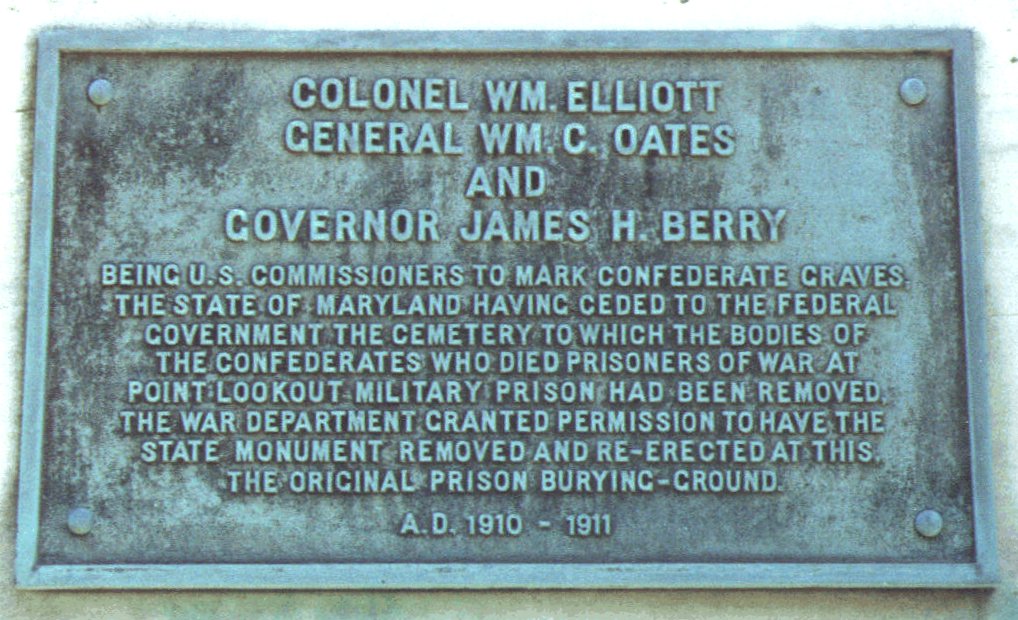 COLONEL WM. ELLIOTT
GENERAL WM. C. OATES
AND
GOVERNOR JAMES H. BERRY
BEING U.S. COMMISSIONERS TO MARK CONFEDERATE GRAVES.
THE STATE OF MARYLAND HAVING CEDED TO THE FEDERAL
GOVERNMENT THE CEMETERY TO WHICH THE BODIES OF
THE CONFEDERATES WHO DIED PRISONERS OF WAR AT
POINT LOOKOUT MILITARY PRISON HAD BEEN REMOVED,
THE WAR DEPARTMENT GRANTED PERMISSION TO HAVE THE
STATE MONUMENT REMOVED AND RE-ERECTED AT THIS,
THE ORIGINAL PRISON BURYING-GROUND.
A.D. 1910 - 1911